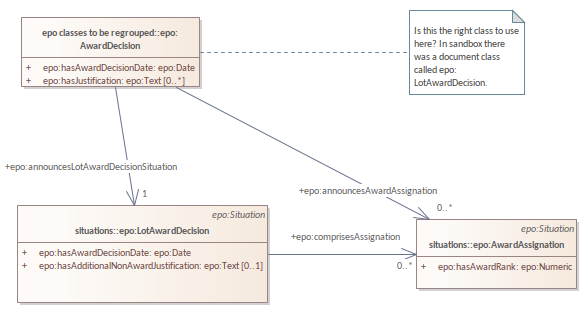 epo classes to be regrouped::epo:
AwardDecision
+ epo:hasAwardDecisionDate: epo:Date
+ epo:hasJustification: epo:Text [0..*]
Is this the right class to use
here? In sandbox there
was a document class
called epo:
LotAwardDecision.
+epo:announcesLotAwardDecisionSituation
1
+epo:announcesAwardAssignation
0..*
epo:Situation
situations::epo:LotAwardDecision
+ epo:hasAwardDecisionDate: epo:Date
+ epo:hasAdditionalNonAwardJustification: epo:Text [0..1]
+epo:comprisesAssignation
0..*
epo:Situation
situations::epo:AwardAssignation
+ epo:hasAwardRank: epo:Numeric